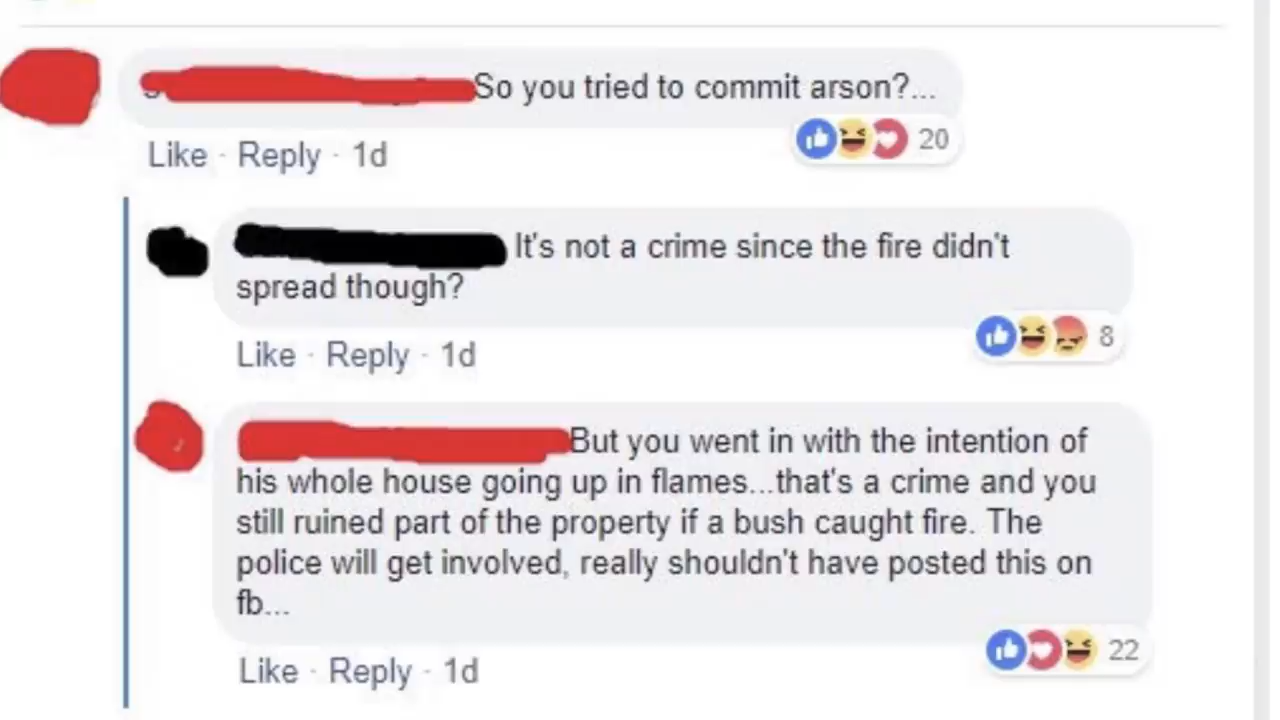 So you tried to commit arson?...
20
Like · Reply · 1d
It's not a crime since the fire didn't
spread though?
8
Like · Reply · 1d
But you went in with the intention of
his whole house going up in flames...that's a crime and you
still ruined part of the property if a bush caught fire. The
police will get involved, really shouldn't have posted this on
fb...
22
Like · Reply · 1d